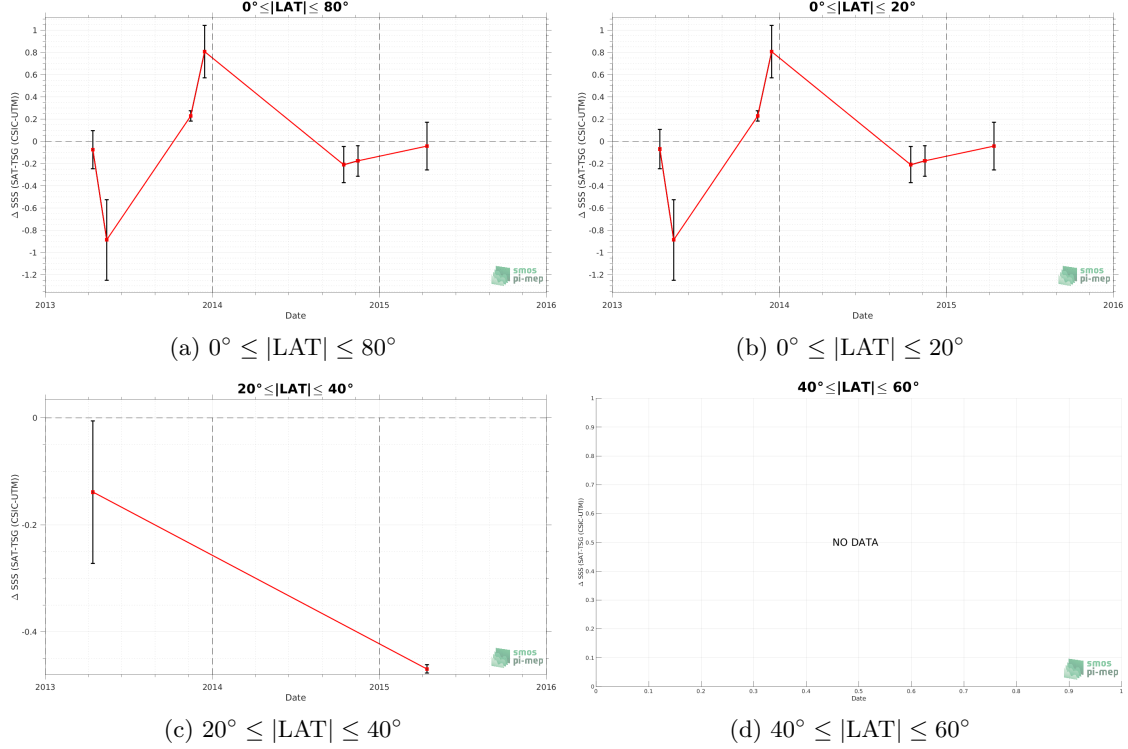 0°≤|LAT|≤ 80°
1
0.8
0.6
0.4
0.2
0
-0.2
-0.4
-0.6
-0.8
-1
-1.2
Δ SSS (SAT-TSG (CSIC-UTM))
2013
2014
2015
2016
Date
smos
pi-mep
(a) 0° ≤ |LAT| ≤ 80°
0°≤|LAT|≤ 20°
1
0.8
0.6
0.4
0.2
0
-0.2
-0.4
-0.6
-0.8
-1
-1.2
Δ SSS (SAT-TSG (CSIC-UTM))
2013
2014
2015
2016
Date
smos
pi-mep
(b) 0° ≤ |LAT| ≤ 20°
20°≤|LAT|≤ 40°
0
-0.2
-0.4
Δ SSS (SAT-TSG (CSIC-UTM))
2013
2014
2015
2016
Date
smos
pi-mep
(c) 20° ≤ |LAT| ≤ 40°
40°≤|LAT|≤ 60°
1
0.9
0.8
0.7
0.6
0.5
0.4
0.3
0.2
0.1
0
Δ SSS (SAT-TSG (CSIC-UTM))
NO DATA
0
0.1
0.2
0.3
0.4
0.5
0.6
0.7
0.8
0.9
1
Date
smos
pi-mep
(d) 40° ≤ |LAT| ≤ 60°